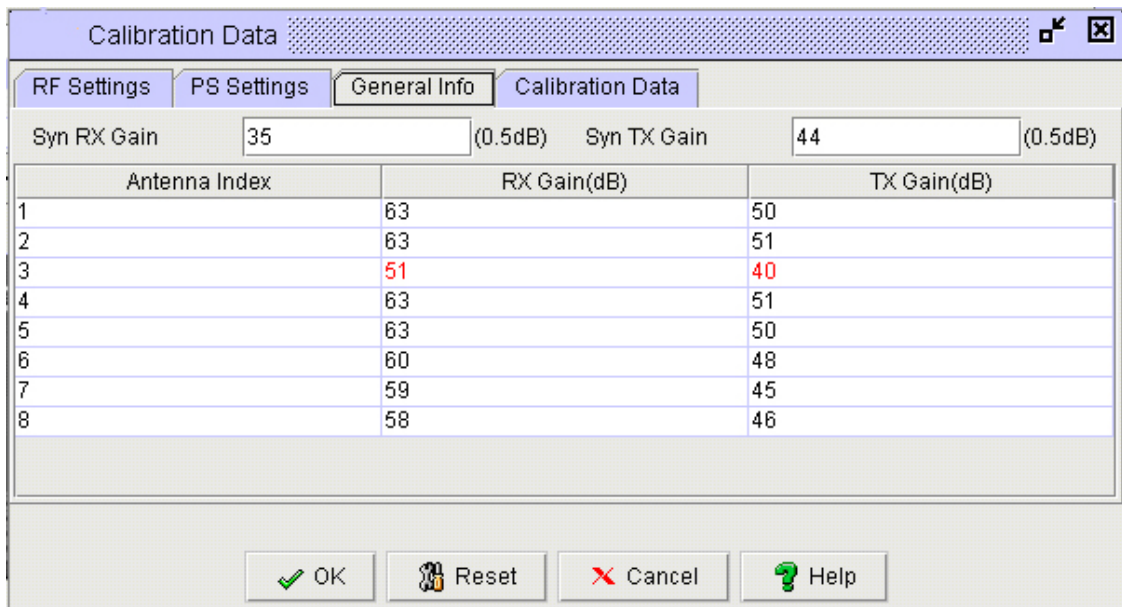 Calibration Data
RF Settings PS Settings General Info Calibration Data
Syn RX Gain 35 (0.5dB) Syn TX Gain 44 (0.5dB)
Antenna Index RX Gain(dB) TX Gain(dB)
1 63 50
2 63 51
3 51 40
4 63 51
5 63 50
6 60 48
7 59 45
8 58 46
OK Reset Cancel Help